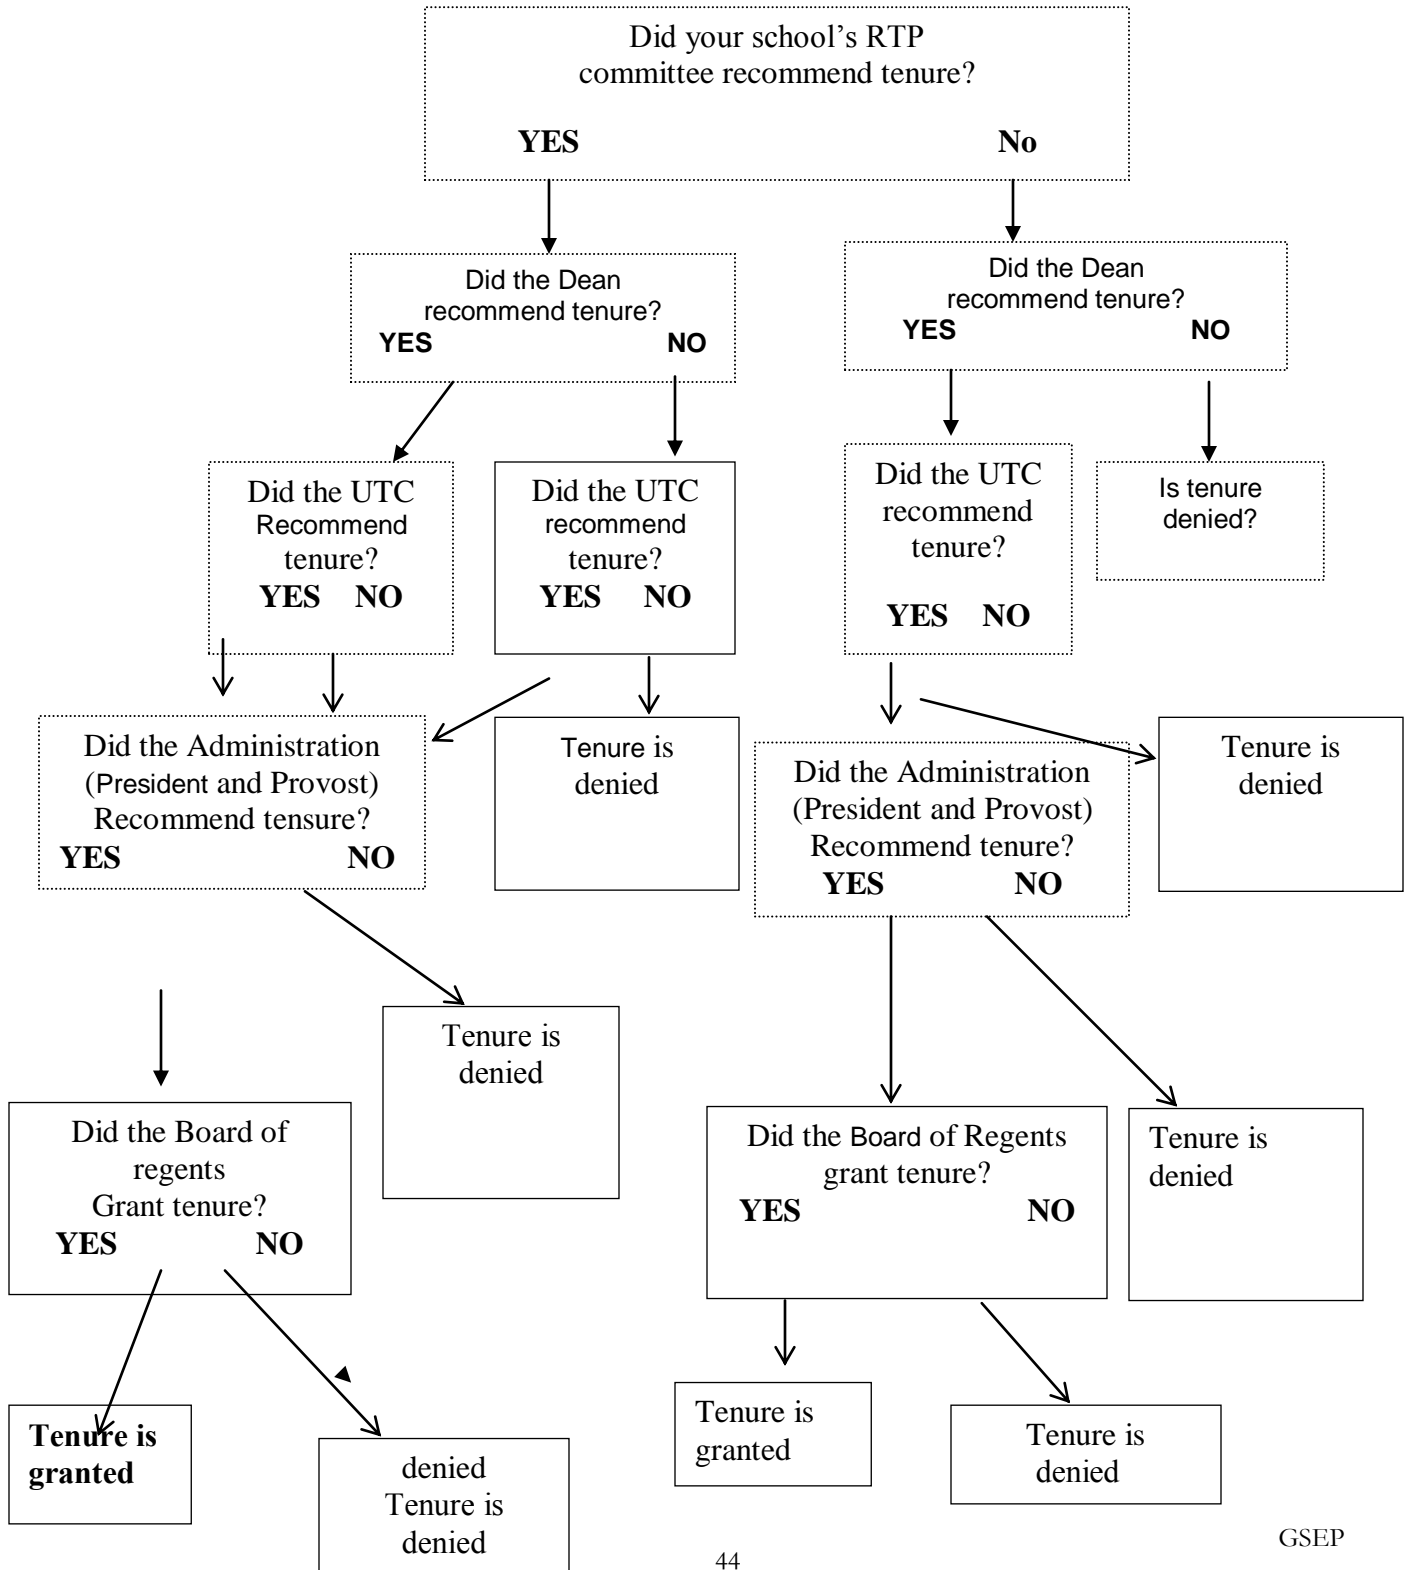 Did your school’s RTP
committee recommend tenure?
YES No
Did the Dean
recommend tenure?
YES NO
Did the Dean
recommend tenure?
YES NO
Did the UTC
Recommend
tenure?
YES NO
Did the UTC
recommend
tenure?
YES NO
Did the UTC
recommend
tenure?
YES NO
Is tenure
denied?
Did the Administration
(President and Provost)
Recommend tensure?
YES NO
Tenure is
denied
Did the Administration
(President and Provost)
Recommend tenure?
YES NO
Tenure is
denied
Tenure is
denied
Did the Board of
regents
Grant tenure?
YES NO
Did the Board of Regents
grant tenure?
YES NO
Tenure is
denied
Tenure is
granted
denied
Tenure is
denied
Tenure is
granted
Tenure is
denied
44
GSEP